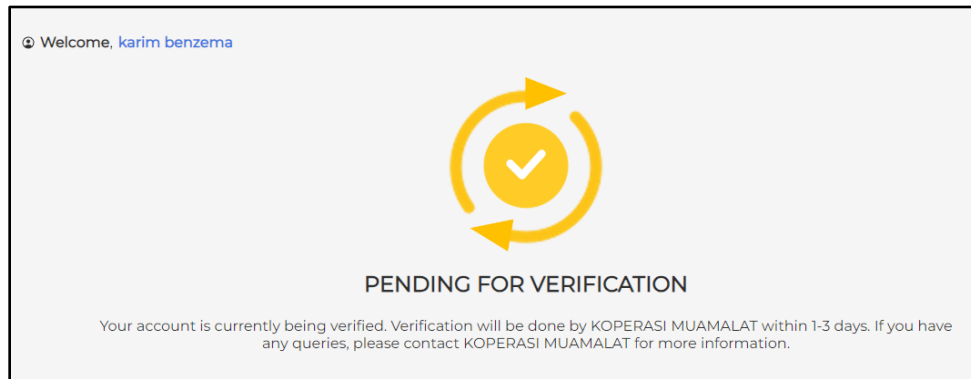 Welcome, karim benzema
PENDING FOR VERIFICATION
Your account is currently being verified. Verification will be done by KOPERASI MUAMALAT within 1-3 days. If you have
any queries, please contact KOPERASI MUAMALAT for more information.